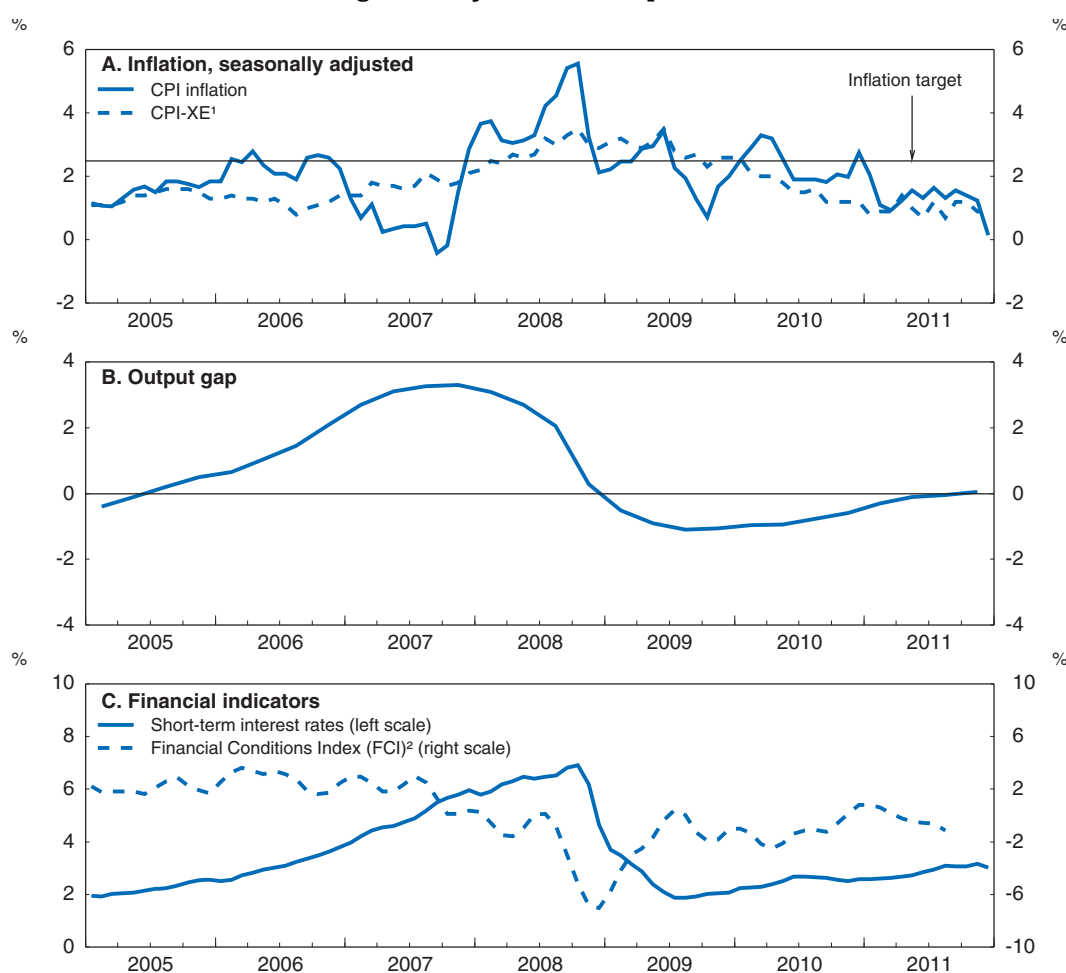 % %
6 6
A. Inflation, seasonally adjusted
CPI inflation
Inflation target
CPI-XE¹
4 4
2 2
0 0
-2 -2
2005 2006 2007 2008 2009 2010 2011
% %
4 4
B. Output gap
2 2
0 0
-2 -2
-4 -4
2005 2006 2007 2008 2009 2010 2011
% %
10 10
C. Financial indicators
Short-term interest rates (left scale)
8 6
Financial Conditions Index (FCI)² (right scale)
6 2
4 -2
2 -6
0 -10
2005 2006 2007 2008 2009 2010 2011